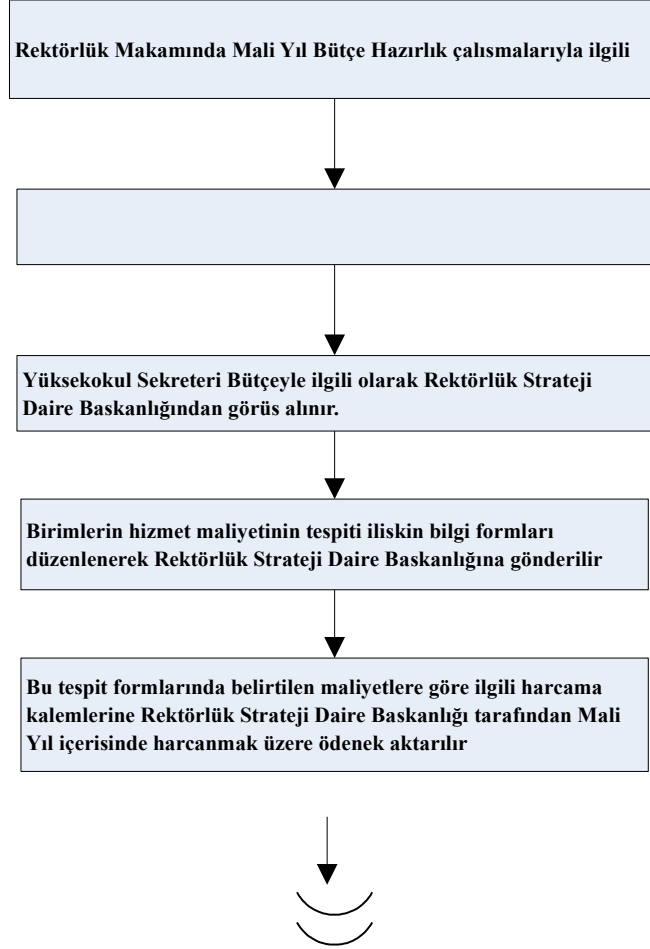 Rektörlük Makamında Mali Yıl Bütçe Hazırlık çalısmalarıyla ilgili
Yüksekokul Sekreteri Bütçeyle ilgili olarak Rektörlük Strateji
Daire Baskanlığından görüs alınır.
Birimlerin hizmet maliyetinin tespiti iliskin bilgi formları
düzenlenerek Rektörlük Strateji Daire Baskanlığına gönderilir
Bu tespit formlarında belirtilen maliyetlere göre ilgili harcama
kalemlerine Rektörlük Strateji Daire Baskanlığı tarafından Mali
Yıl içerisinde harcanmak üzere ödenek aktarılır